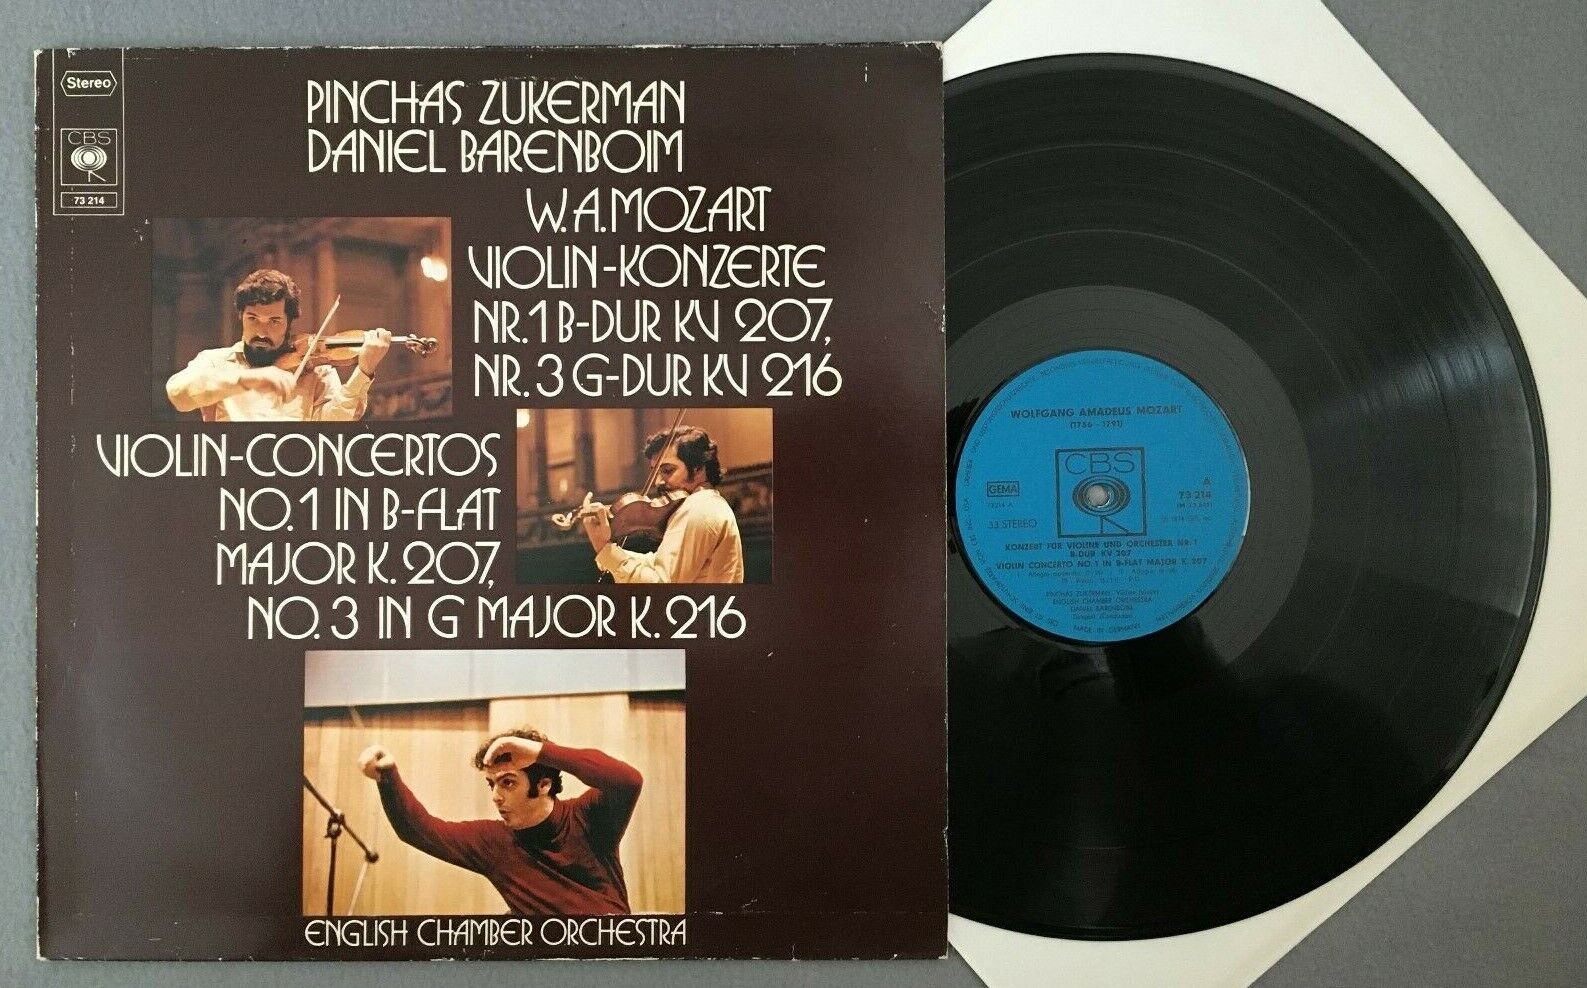 Stereo
CBS
73 214
PINCHAS ZUKERMAN
DANIEL BARENBOIM
W.A.MOZART
VIOLIN-KONZERTE
NR.1 B-DUR KV 207,
NR.3 G-DUR KV 216
VIOLIN-CONCERTOS
NO.1 IN B-FLAT
MAJOR K.207,
NO.3 IN G MAJOR K.216
ENGLISH CHAMBER ORCHESTRA
WOLFGANG AMADEUS MOZART
(1756 - 1791)
CBS
GEMA
73214 A
33 STEREO
A
73 214
KONZERT FÜR VIOLINE UND ORCHESTER NR. 1
B-DUR KV 207
VIOLIN CONCERTO NO. 1 IN B-FLAT MAJOR K. 207
PINCHAS ZUKERMAN, Violine
ENGLISH CHAMBER ORCHESTRA
DANIEL BARENBOIM
MADE IN GERMANY